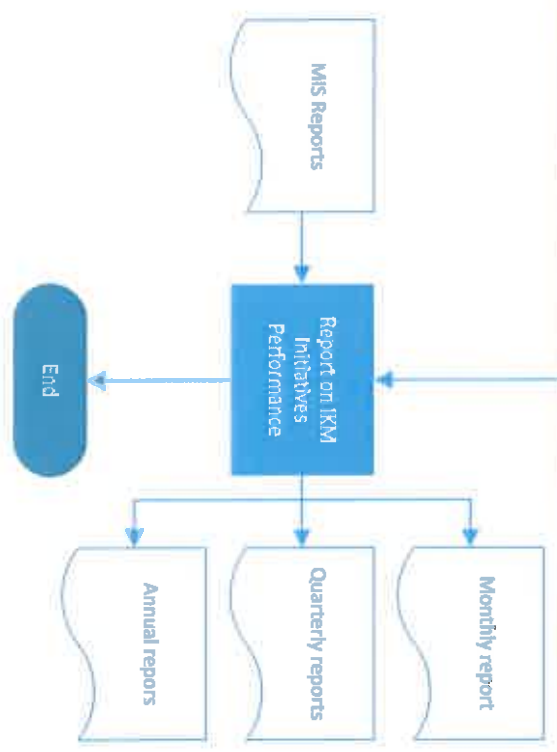 MIS Reports
Report on IKM
Initiatives
Performance
End
Monthly report
Quarterly reports
Annual repors